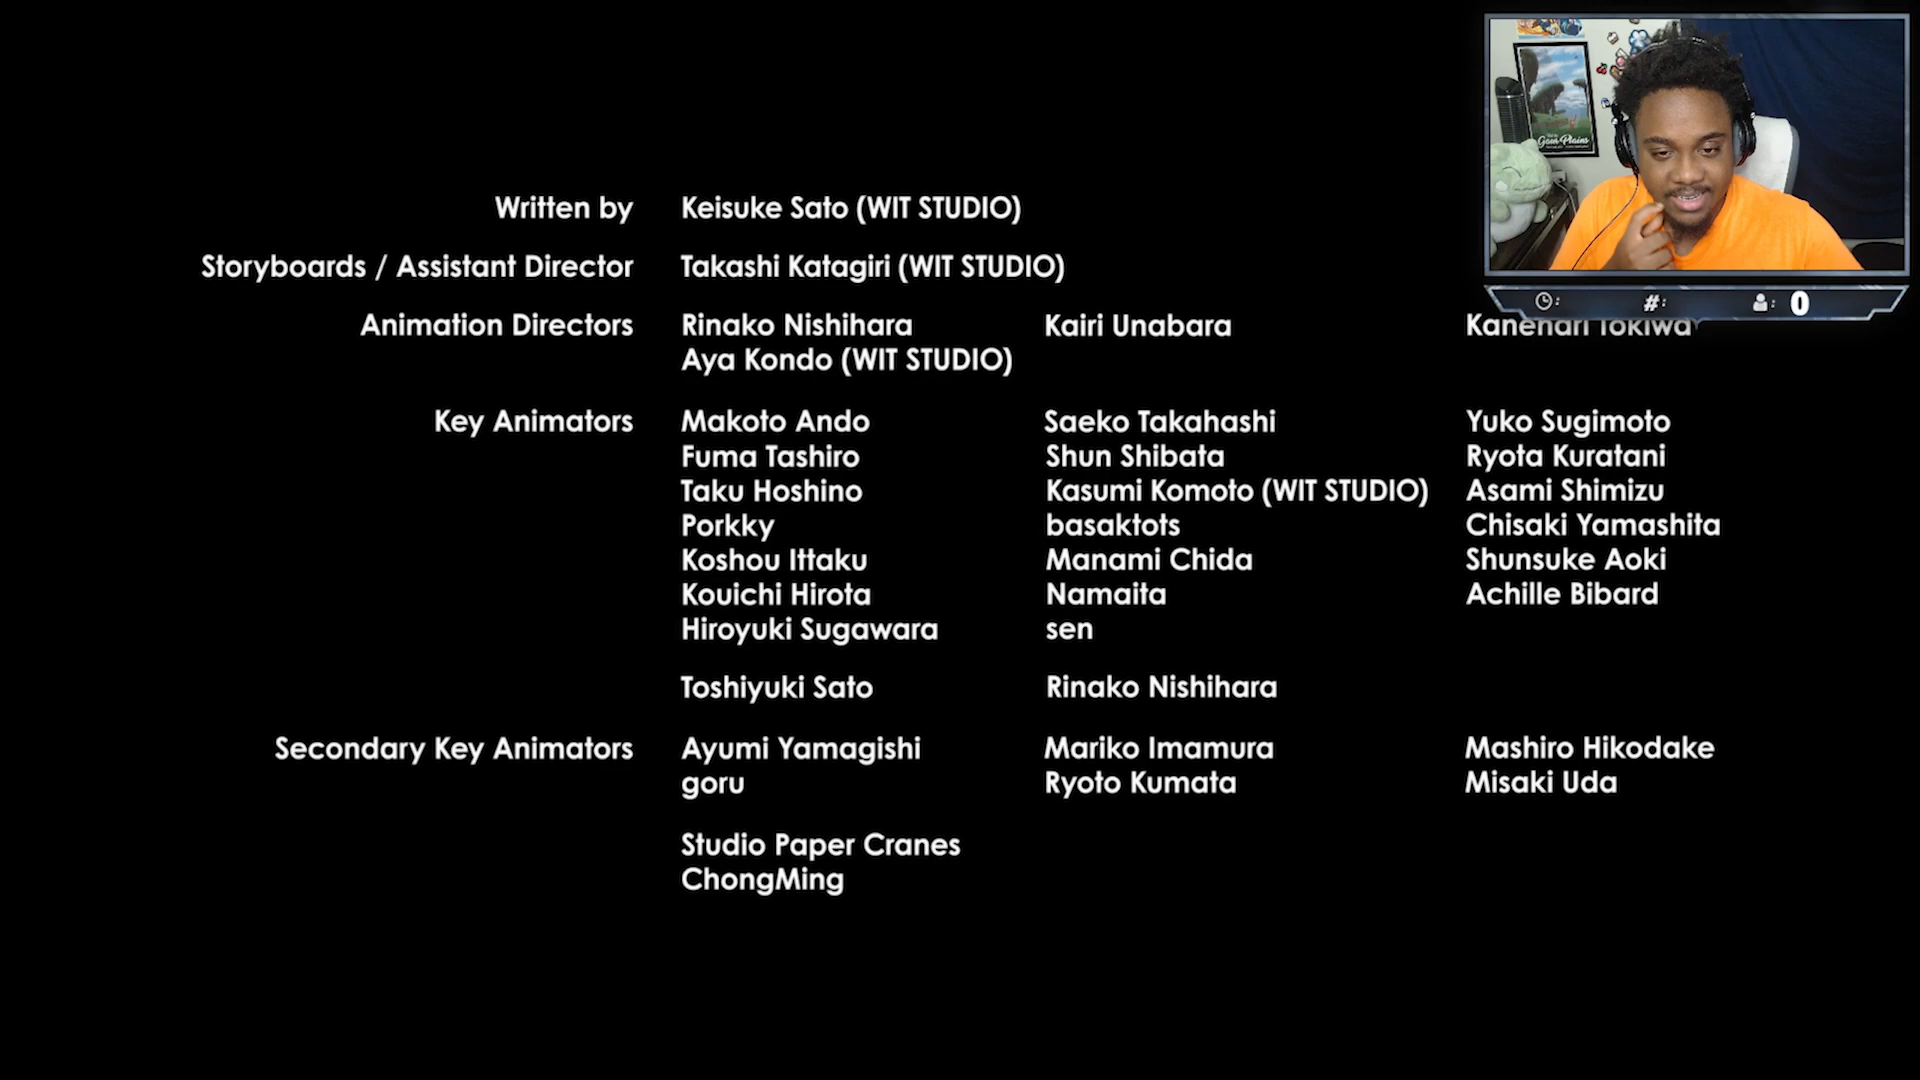 Gaur Plains
# :
0
Written by Keisuke Sato (WIT STUDIO)
Storyboards / Assistant Director Takashi Katagiri (WIT STUDIO)
Animation Directors Rinako Nishihara Kairi Unabara Kanenari Tokiwa
Aya Kondo (WIT STUDIO)
Key Animators Makoto Ando Saeko Takahashi Yuko Sugimoto
Fuma Tashiro Shun Shibata Ryota Kuratani
Taku Hoshino Kasumi Komoto (WIT STUDIO) Asami Shimizu
Porkky basaktots Chisaki Yamashita
Koshou Ittaku Manami Chida Shunsuke Aoki
Kouichi Hirota Namaita Achille Bibard
Hiroyuki Sugawara sen
Toshiyuki Sato Rinako Nishihara
Secondary Key Animators Ayumi Yamagishi Mariko Imamura Mashiro Hikodake
goru Ryoto Kumata Misaki Uda
Studio Paper Cranes
ChongMing